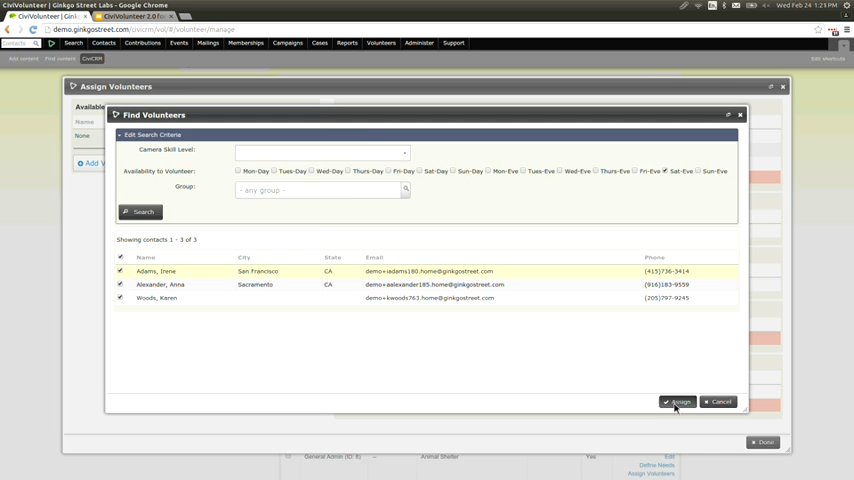 CiviVolunteer | Ginkgo Street Labs - Google Chrome
Wed Feb 24 1:21PM
CiviVolunteer | Gink
CiviVolunteer 2.0 f
demo.ginkgostreet.com/civicrm/vol/#/volunteer/manage
Contacts
Search Contacts Contributions Events Mailings Memberships Campaigns Cases Reports Volunteers Administer Support
Add content Find content CiviCRM Edit shortcuts
Assign Volunteers
Availab
Name
None
Add V
Find Volunteers
Edit Search Criteria
Camera Skill Level:
Availability to Volunteer: Mon-Day Tues-Day Wed-Day Thurs-Day Fri-Day Sat-Day Sun-Day Mon-Eve Tues-Eve Wed-Eve Thurs-Eve Fri-Eve Sat-Eve Sun-Eve
Group: - any group -
Search
Showing contacts 1 - 3 of 3
Name City State Email Phone
Adams, Irene San Francisco CA demo+iadams180.home@ginkgostreet.com (415)736-3414
Alexander, Anna Sacramento CA demo+aalexander185.home@ginkgostreet.com (916)183-9559
Woods, Karen demo+kwoods763.home@ginkgostreet.com (205)797-9245
Assign Cancel
Done
General Admin (ID: 8) -- Animal Shelter Yes Edit
Define Needs
Assign Volunteers